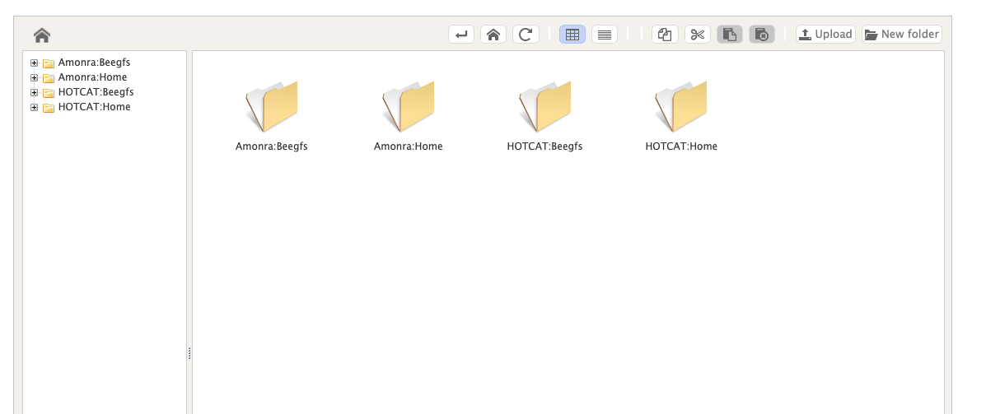 Upload
New folder
Amonra:Beegfs
Amonra:Home
HOTCAT:Beegfs
HOTCAT:Home
Amonra:Beegfs
Amonra:Home
HOTCAT:Beegfs
HOTCAT:Home